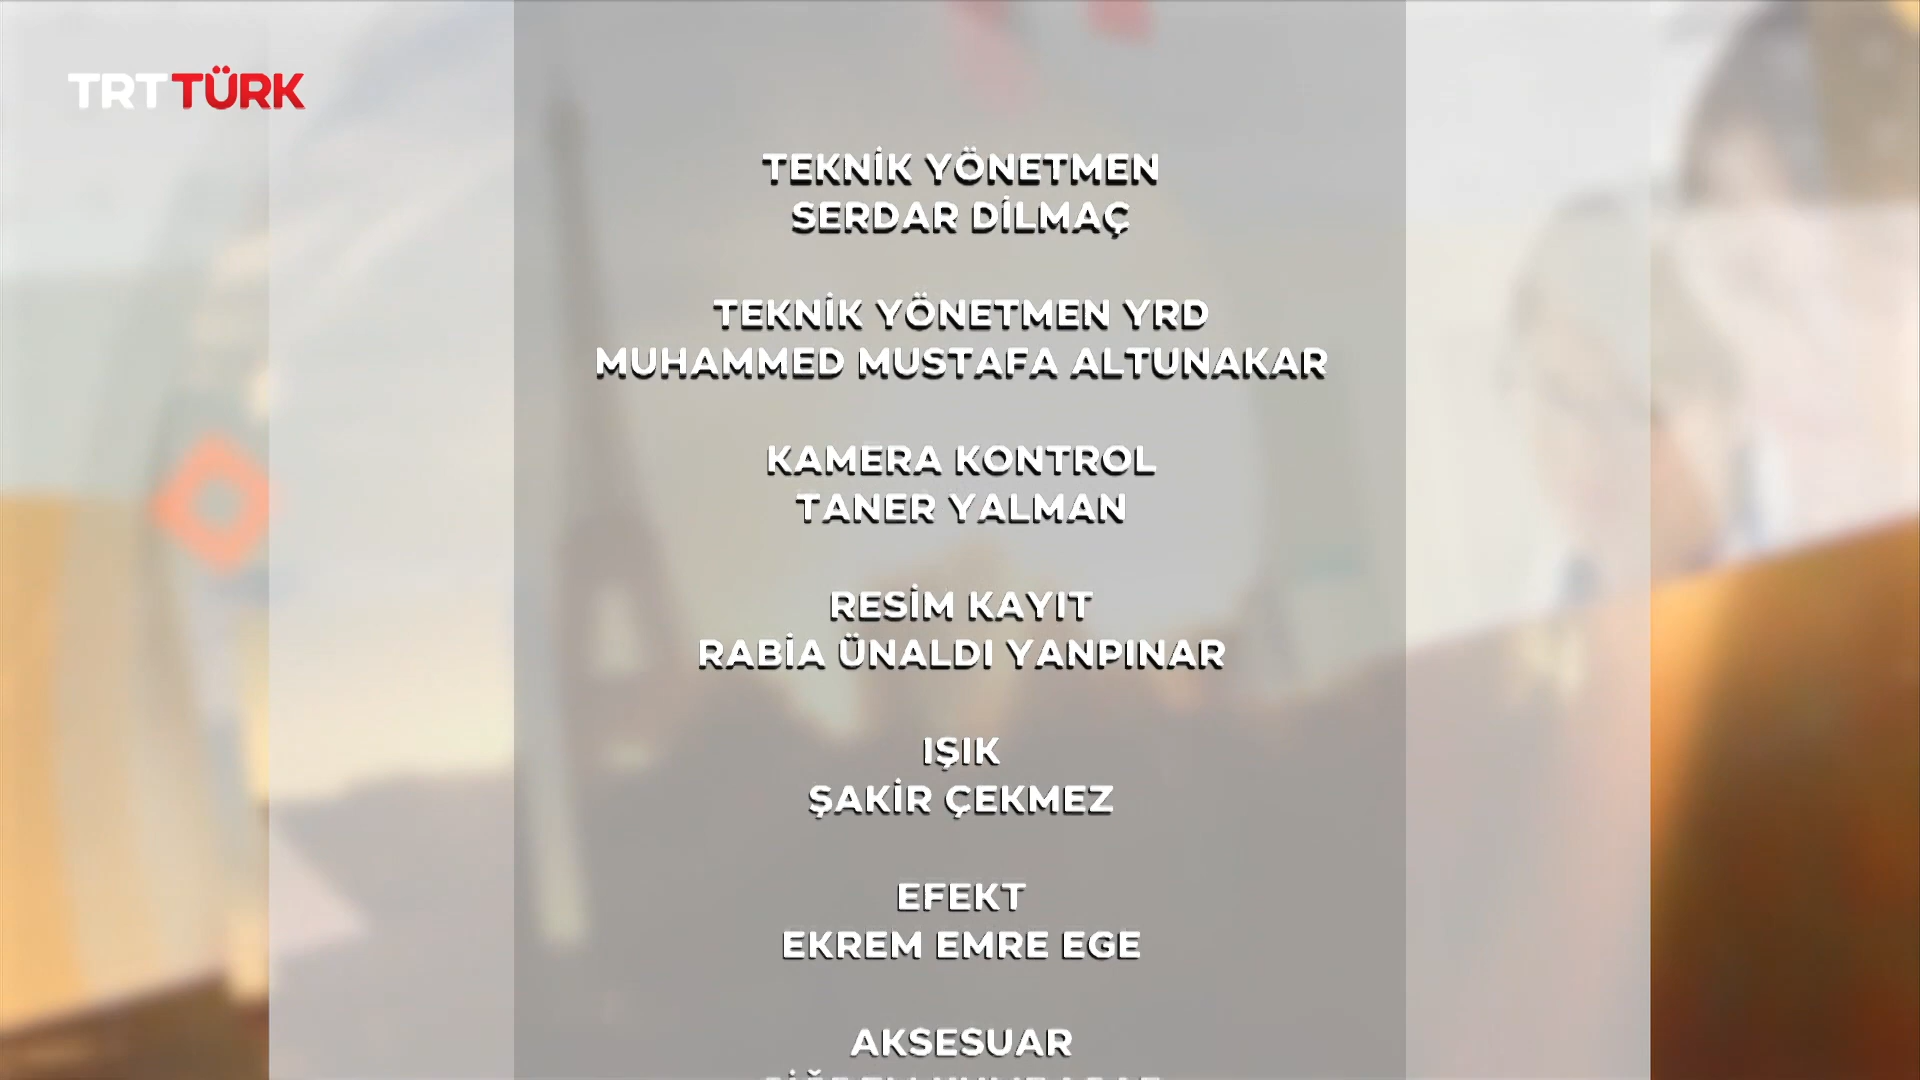 TRT TÜRK
TEKNİK YÖNETMEN
SERDAR DİLMAÇ
TEKNİK YÖNETMEN YRD
MUHAMMED MUSTAFA ALTUNAKAR
KAMERA KONTROL
TANER YALMAN
RESİM KAYIT
RABİA ÜNALDI YANPINAR
IŞIK
ŞAKİR ÇEKMEZ
EFEKT
EKREM EMRE EGE
AKSESUAR